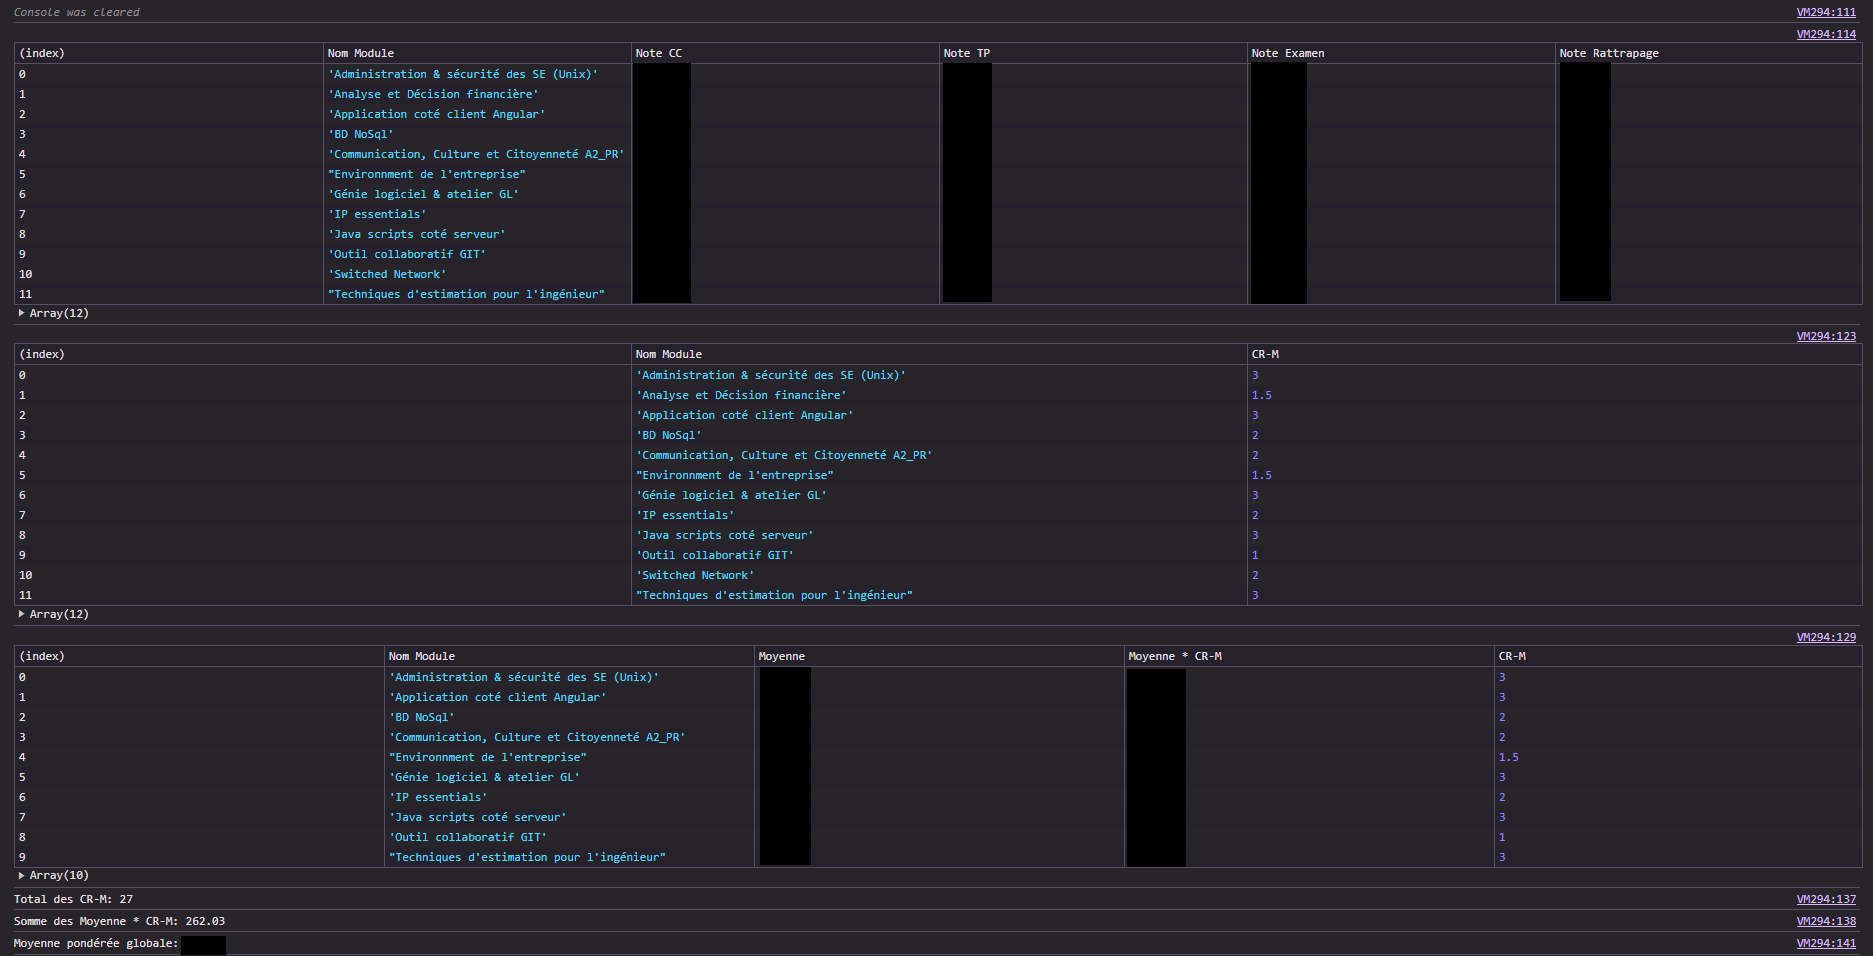 Console was cleared VM294:111
VM294:114
(index) Nom Module Note CC Note TP Note Examen Note Rattrapage
0 'Administration & sécurité des SE (Unix)'
1 'Analyse et Décision financière'
2 'Application coté client Angular'
3 'BD NoSql'
4 'Communication, Culture et Citoyenneté A2_PR'
5 "Environnment de l'entreprise"
6 'Génie logiciel & atelier GL'
7 'IP essentials'
8 'Java scripts coté serveur'
9 'Outil collaboratif GIT'
10 'Switched Network'
11 "Techniques d'estimation pour l'ingénieur"
Array(12)
VM294:123
(index) Nom Module CR-M
0 'Administration & sécurité des SE (Unix)' 3
1 'Analyse et Décision financière' 1.5
2 'Application coté client Angular' 3
3 'BD NoSql' 2
4 'Communication, Culture et Citoyenneté A2_PR' 2
5 "Environnment de l'entreprise" 1.5
6 'Génie logiciel & atelier GL' 3
7 'IP essentials' 2
8 'Java scripts coté serveur' 3
9 'Outil collaboratif GIT' 1
10 'Switched Network' 2
11 "Techniques d'estimation pour l'ingénieur" 3
Array(12)
VM294:129
(index) Nom Module Moyenne Moyenne * CR-M CR-M
0 'Administration & sécurité des SE (Unix)' 3
1 'Application coté client Angular' 3
2 'BD NoSql' 2
3 'Communication, Culture et Citoyenneté A2_PR' 2
4 "Environnment de l'entreprise" 1.5
5 'Génie logiciel & atelier GL' 3
6 'IP essentials' 2
7 'Java scripts coté serveur' 3
8 'Outil collaboratif GIT' 1
9 "Techniques d'estimation pour l'ingénieur" 3
Array(10)
Total des CR-M: 27 VM294:137
Somme des Moyenne * CR-M: 262.03 VM294:138
Moyenne pondérée globale: VM294:141